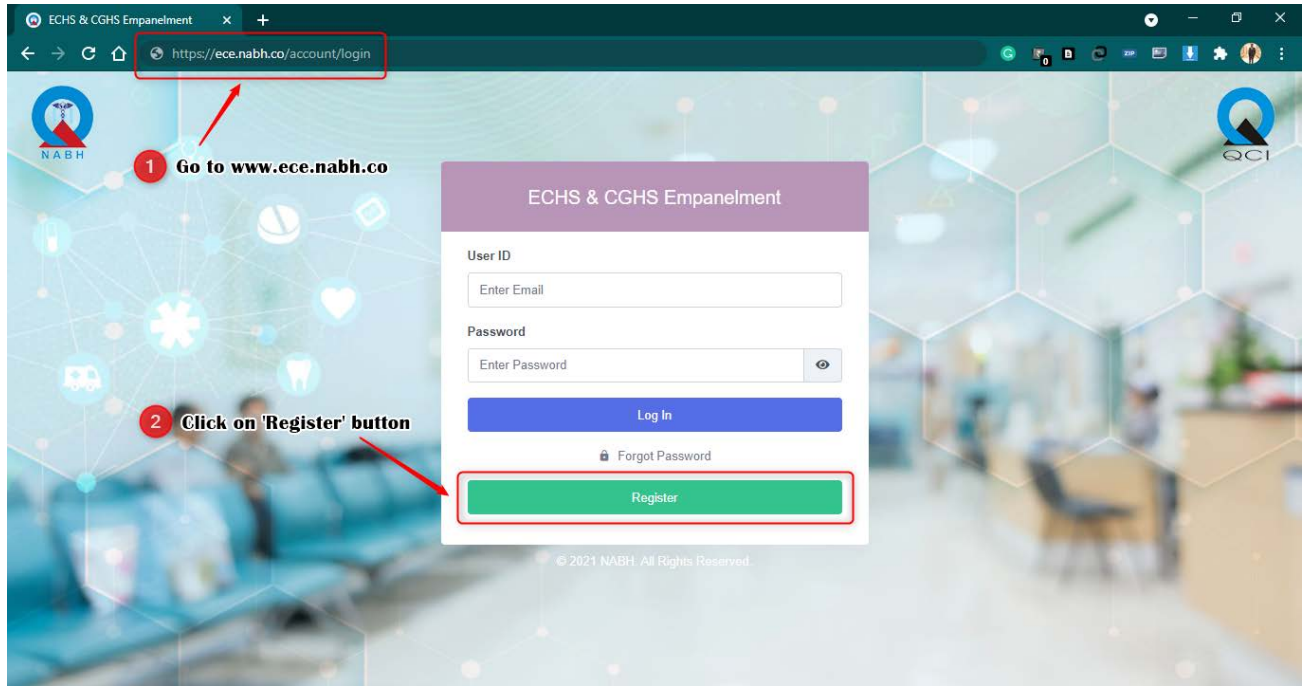 ECHS & CGHS Empanelment
https://ece.nabh.co/account/login
0
ZIP
NABH
QCI
1 Go to www.ece.nabh.co
ECHS & CGHS Empanelment
User ID
Enter Email
Password
Enter Password
Log In
2 Click on 'Register' button
Forgot Password
Register
© 2021 NABH. All Rights Reserved.